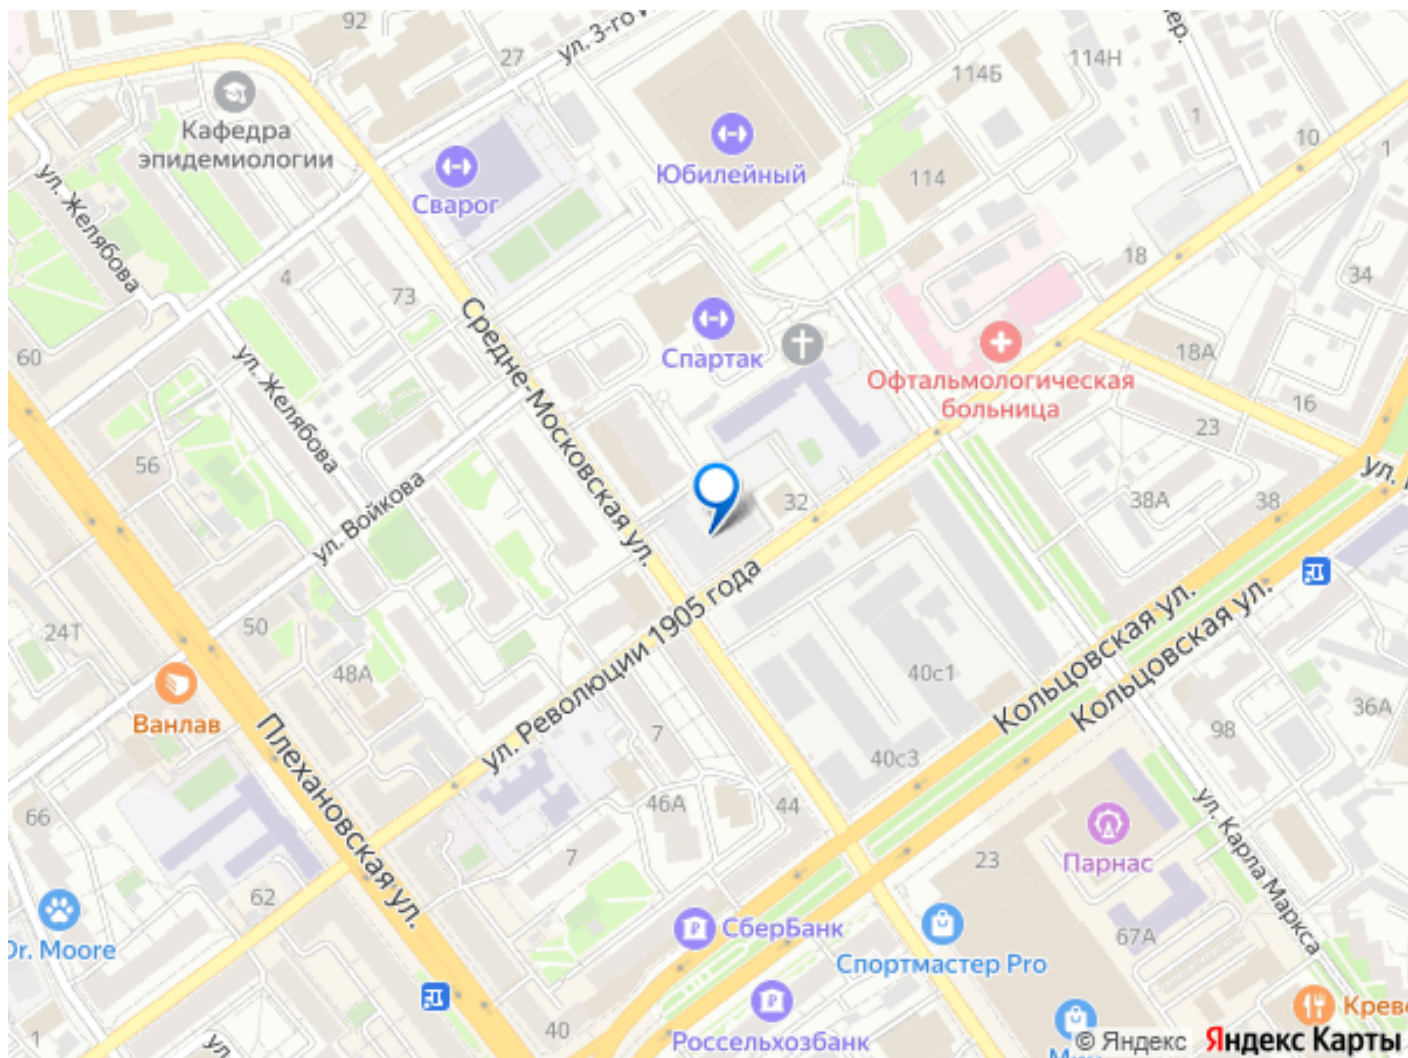 92
27
ул. 3-го
114Б
114Н
ер.
1
10
1
Кафедра
эпидемиологии
Сварог
Юбилейный
114
ул. Желябова
4
73
18
34
60
Средне-Московская ул.
Спартак
18А
Офтальмологическая
больница
16
23
ул. Желябова
56
ул. Войкова
38А
38
ул.
32
24Т
50
48А
ул. Революции 1905 года
Кольцовская ул.
Кольцовская ул.
40с1
36А
Ванлав
Плехановская ул.
7
98
40с3
66
46А
44
7
23
Парнас
ул. Карла Маркса
62
Dr. Moore
СберБанк
67А
Спортмастер Pro
1
ул.
40
Россельхозбанк
Крев
© Яндекс
Яндекс Карты